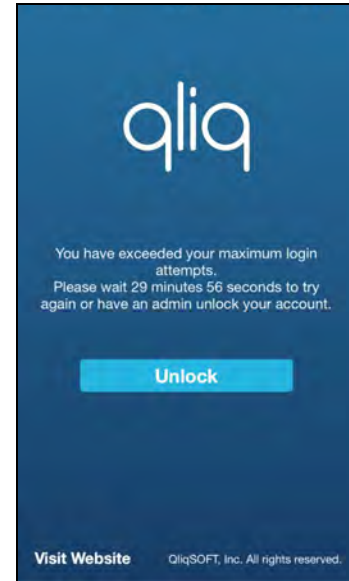 qliq
You have exceeded your maximum login
attempts.
Please wait 29 minutes 56 seconds to try
again or have an admin unlock your account.
Unlock
Visit Website QliqSOFT, Inc. All rights reserved.